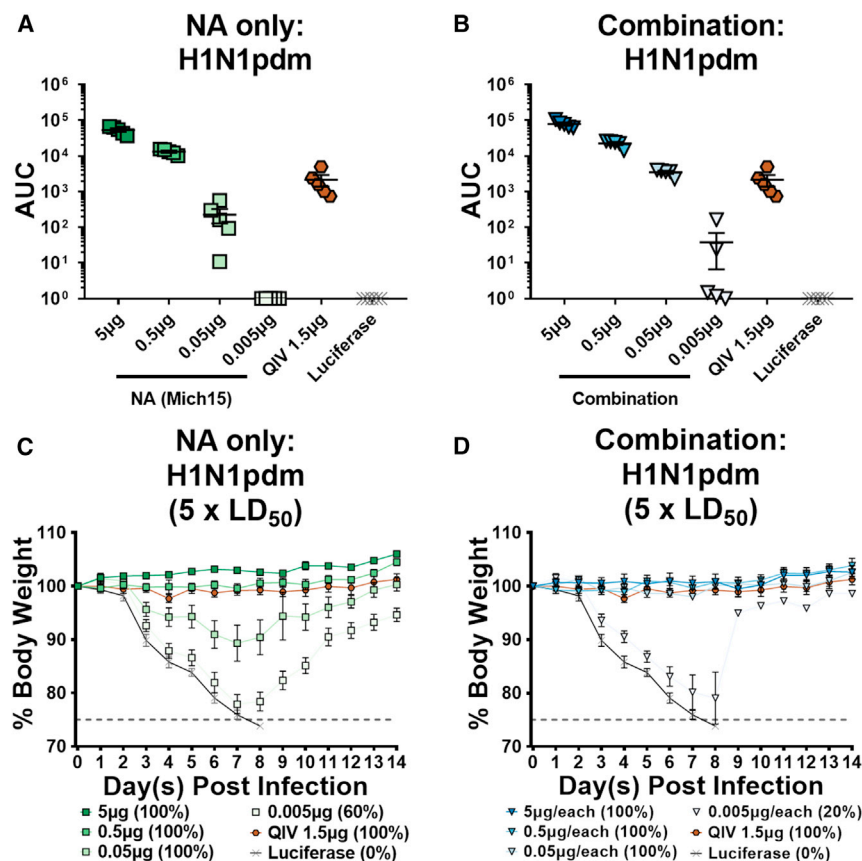 A
NA only:
H1N1pdm
AUC
10⁶
10⁵
10⁴
10³
10²
10¹
10⁰
5µg
0.5µg
0.05µg
0.005µg
QIV 1.5µg
Luciferase
NA (Mich15)
B
Combination:
H1N1pdm
AUC
10⁶
10⁵
10⁴
10³
10²
10¹
10⁰
5µg
0.5µg
0.05µg
0.005µg
QIV 1.5µg
Luciferase
Combination
C
NA only:
H1N1pdm
(5 x LD₅₀)
% Body Weight
110
100
90
80
70
0 1 2 3 4 5 6 7 8 9 10 11 12 13 14
Day(s) Post Infection
5µg (100%)
0.5µg (100%)
0.05µg (100%)
0.005µg (60%)
QIV 1.5µg (100%)
Luciferase (0%)
D
Combination:
H1N1pdm
(5 x LD₅₀)
% Body Weight
110
100
90
80
70
0 1 2 3 4 5 6 7 8 9 10 11 12 13 14
Day(s) Post Infection
5µg/each (100%)
0.5µg/each (100%)
0.05µg/each (100%)
0.005µg/each (20%)
QIV 1.5µg (100%)
Luciferase (0%)